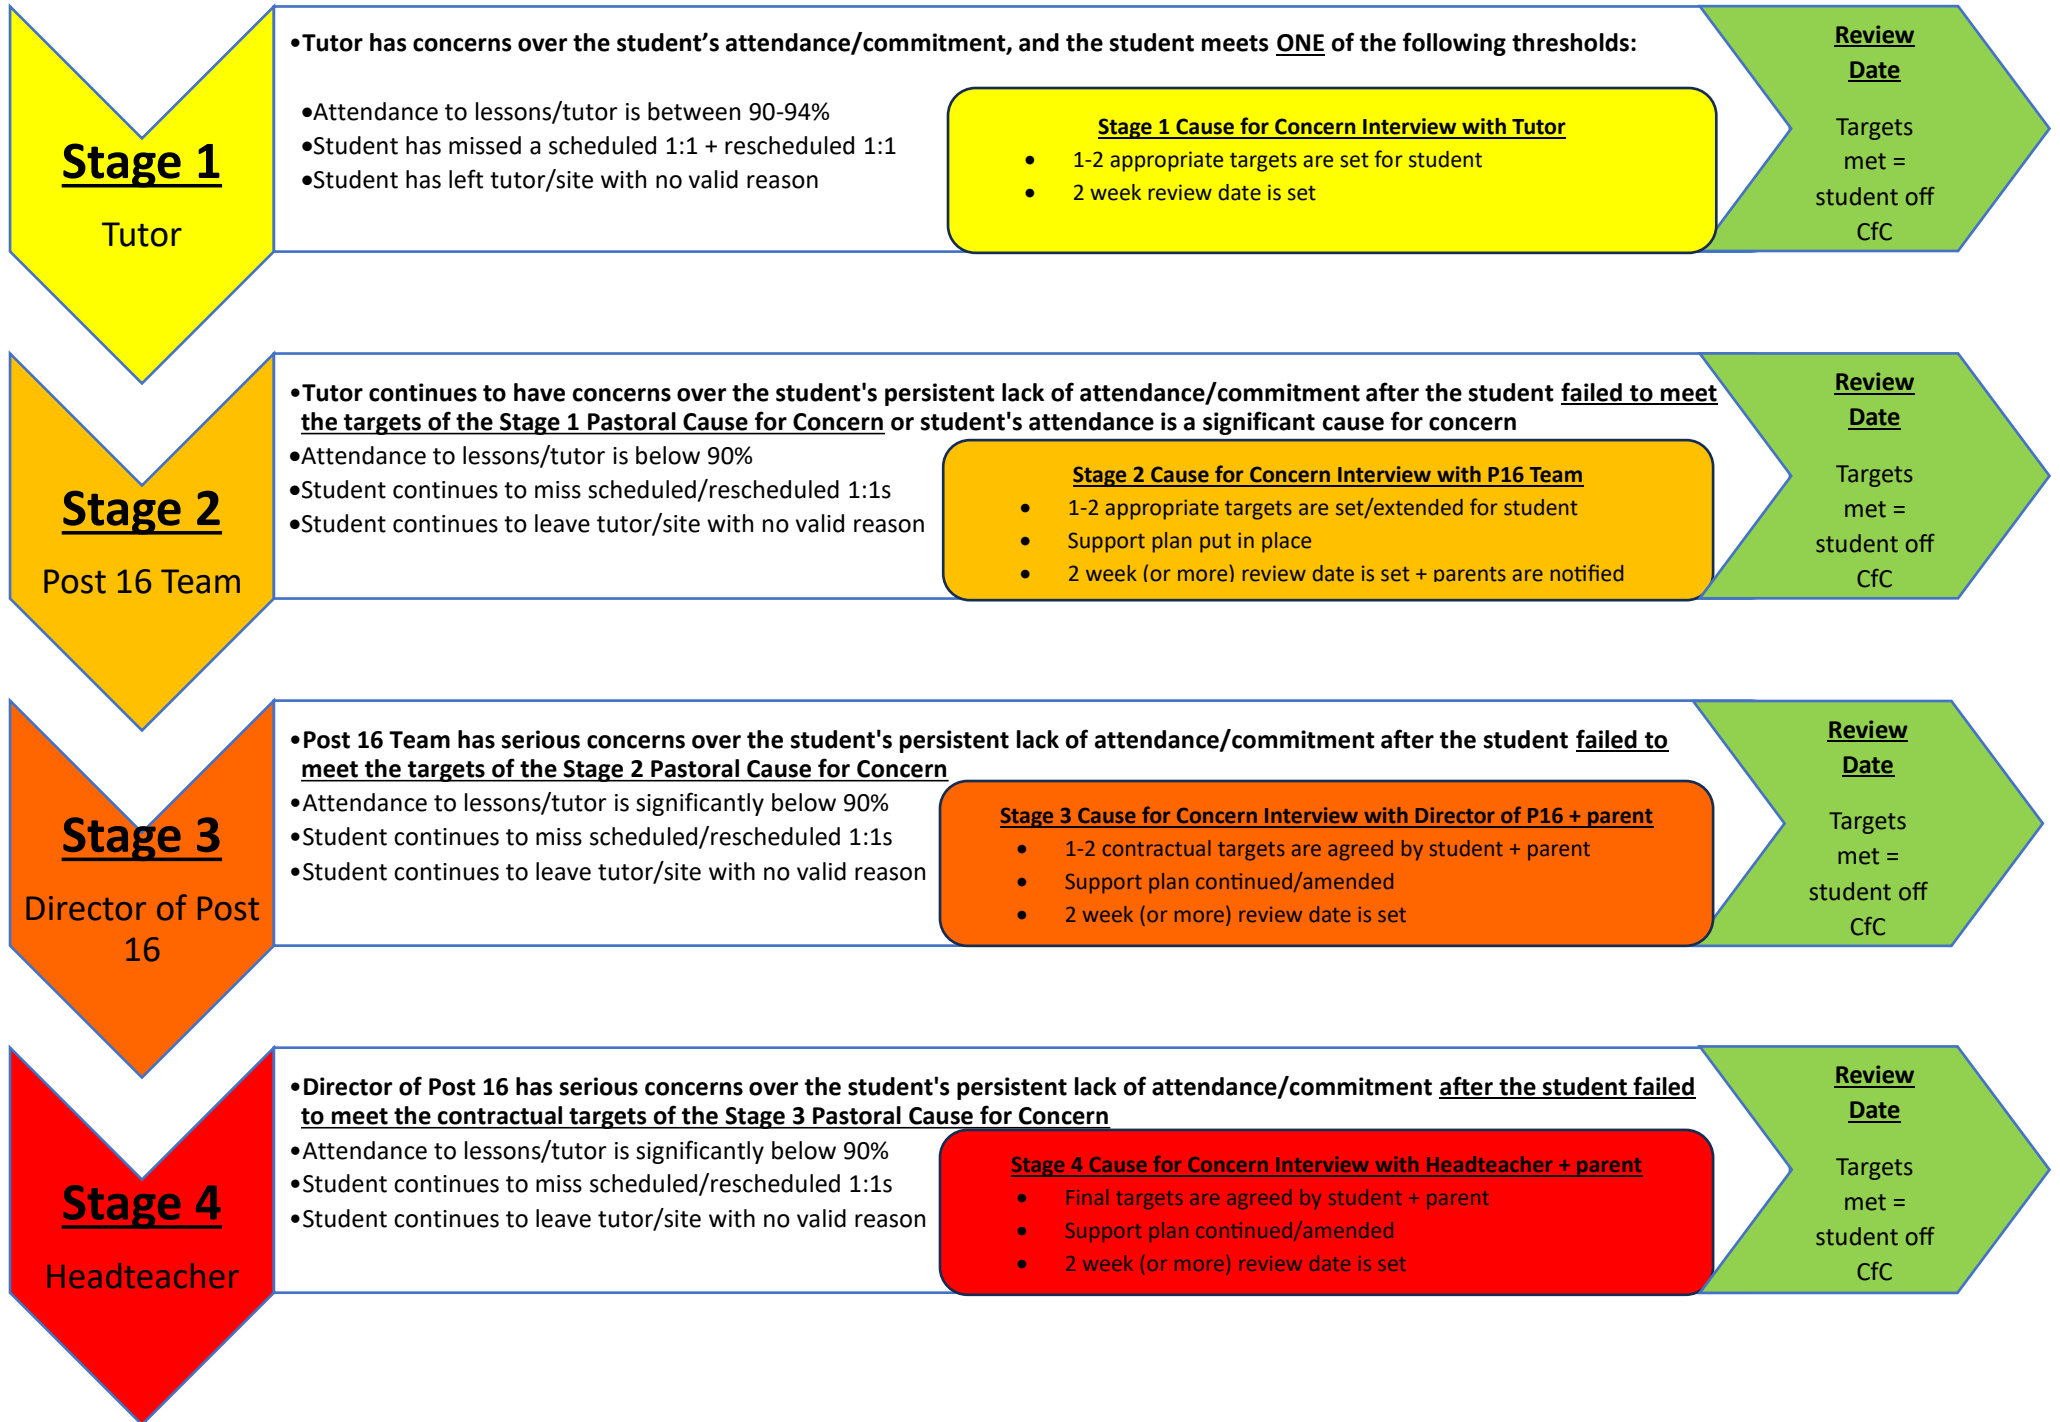 Stage 1
Tutor
•Tutor has concerns over the student’s attendance/commitment, and the student meets ONE of the following thresholds:
•Attendance to lessons/tutor is between 90-94%
•Student has missed a scheduled 1:1 + rescheduled 1:1
•Student has left tutor/site with no valid reason
Stage 1 Cause for Concern Interview with Tutor
• 1-2 appropriate targets are set for student
• 2 week review date is set
Review
Date
Targets
met =
student off
CfC
Stage 2
Post 16 Team
•Tutor continues to have concerns over the student's persistent lack of attendance/commitment after the student failed to meet
the targets of the Stage 1 Pastoral Cause for Concern or student's attendance is a significant cause for concern
•Attendance to lessons/tutor is below 90%
•Student continues to miss scheduled/rescheduled 1:1s
•Student continues to leave tutor/site with no valid reason
Stage 2 Cause for Concern Interview with P16 Team
• 1-2 appropriate targets are set/extended for student
• Support plan put in place
• 2 week (or more) review date is set + parents are notified
Review
Date
Targets
met =
student off
CfC
Stage 3
Director of Post
16
•Post 16 Team has serious concerns over the student's persistent lack of attendance/commitment after the student failed to
meet the targets of the Stage 2 Pastoral Cause for Concern
•Attendance to lessons/tutor is significantly below 90%
•Student continues to miss scheduled/rescheduled 1:1s
•Student continues to leave tutor/site with no valid reason
Stage 3 Cause for Concern Interview with Director of P16 + parent
• 1-2 contractual targets are agreed by student + parent
• Support plan continued/amended
• 2 week (or more) review date is set
Review
Date
Targets
met =
student off
CfC
Stage 4
Headteacher
•Director of Post 16 has serious concerns over the student's persistent lack of attendance/commitment after the student failed
to meet the contractual targets of the Stage 3 Pastoral Cause for Concern
•Attendance to lessons/tutor is significantly below 90%
•Student continues to miss scheduled/rescheduled 1:1s
•Student continues to leave tutor/site with no valid reason
Stage 4 Cause for Concern Interview with Headteacher + parent
• Final targets are agreed by student + parent
• Support plan continued/amended
• 2 week (or more) review date is set
Review
Date
Targets
met =
student off
CfC